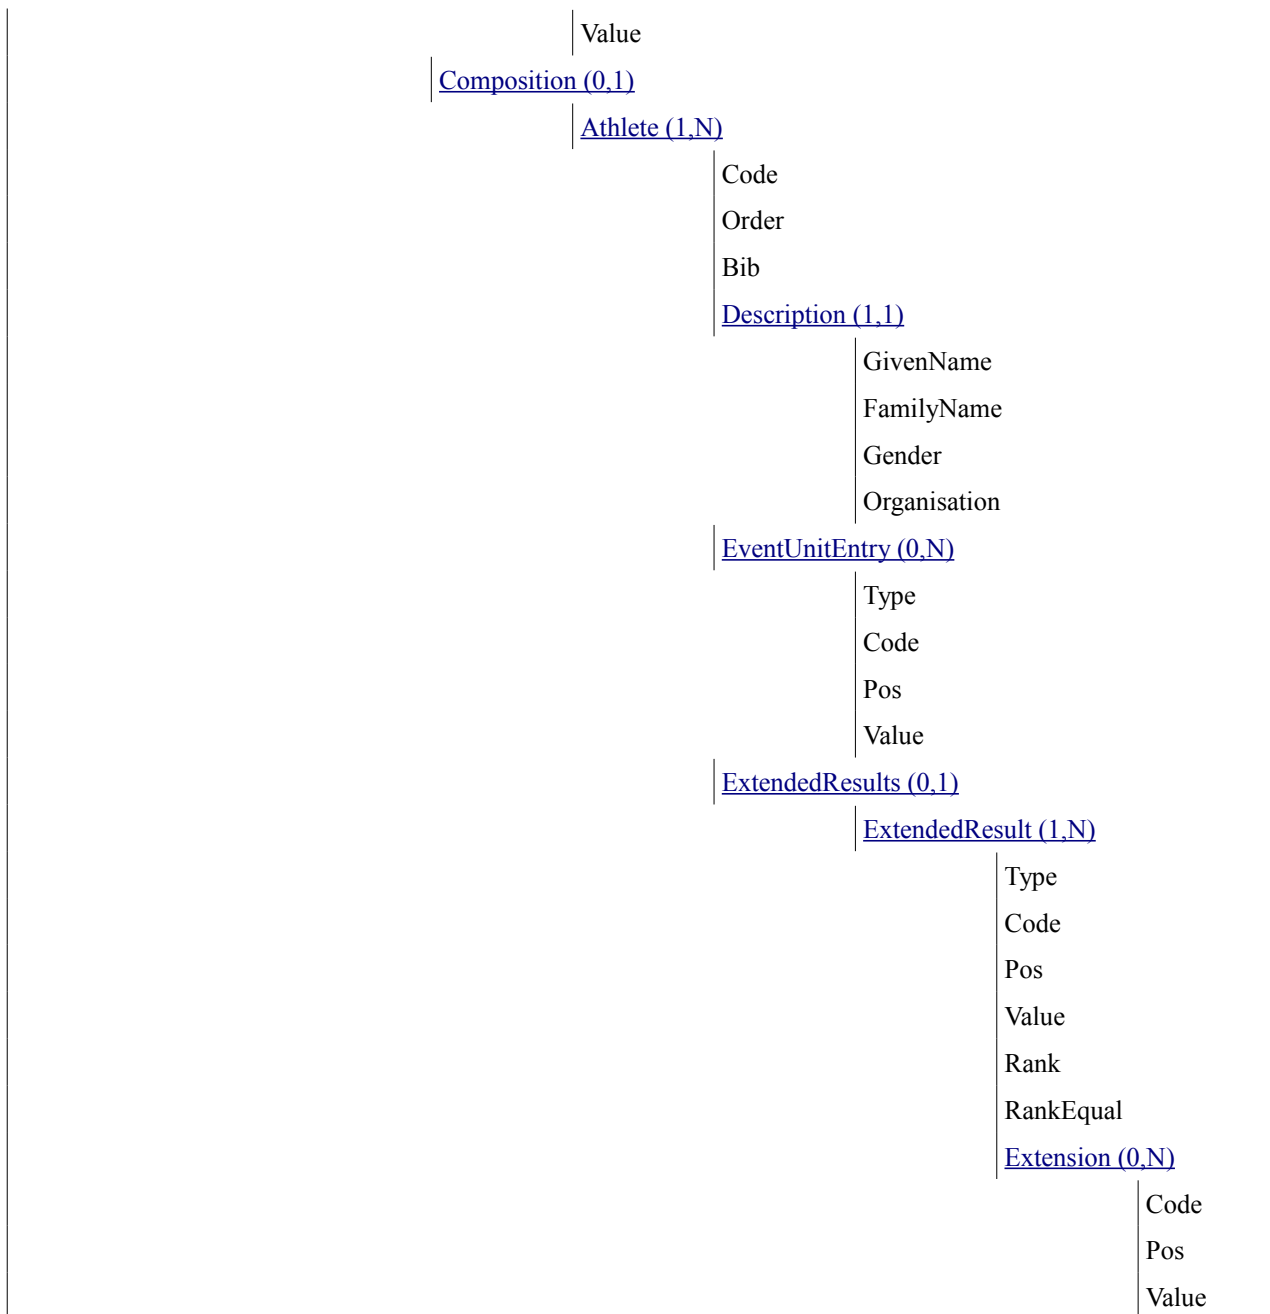 Value
Composition (0,1)
Athlete (1,N)
Code
Order
Bib
Description (1,1)
GivenName
FamilyName
Gender
Organisation
EventUnitEntry (0,N)
Type
Code
Pos
Value
ExtendedResults (0,1)
ExtendedResult (1,N)
Type
Code
Pos
Value
Rank
RankEqual
Extension (0,N)
Code
Pos
Value